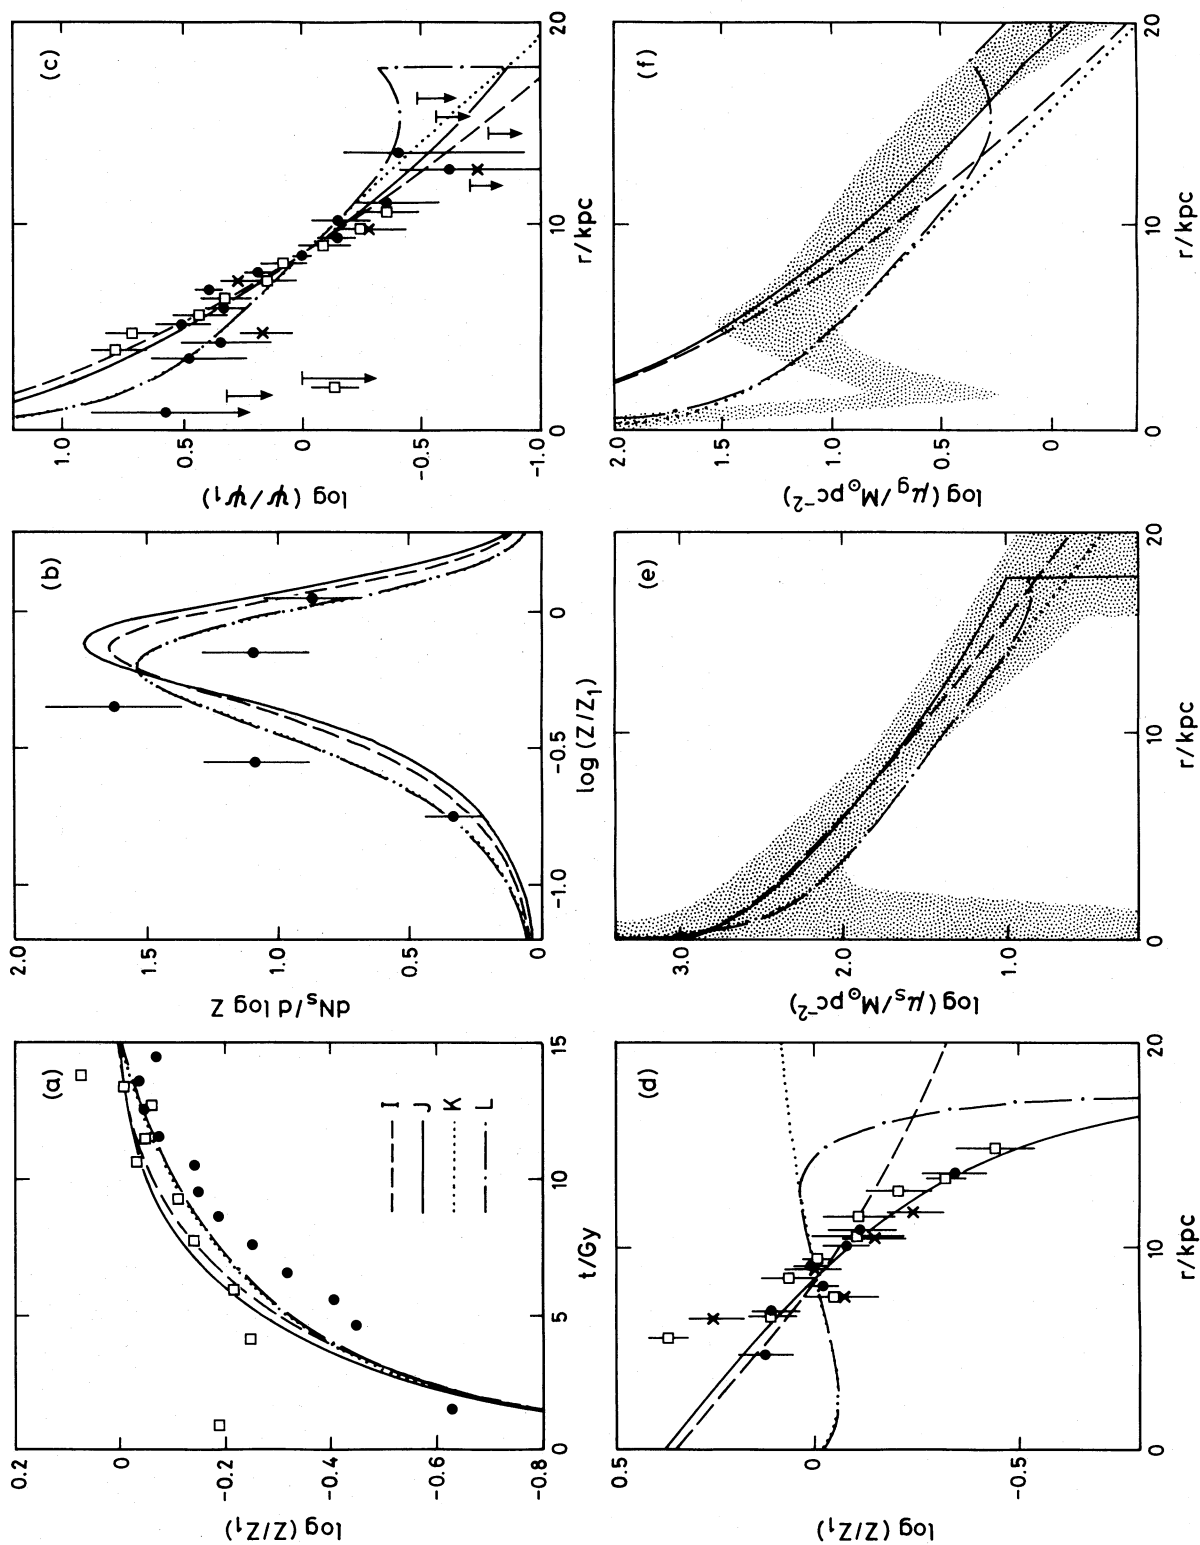 (a)
0.2
0
-0.2
-0.4
-0.6
-0.8
log (Z/Z₁)
0
5
10
15
t/Gy
I
J
K
L
(b)
2.0
1.5
1.0
0.5
0
dNₛ/d log Z
-1.0
-0.5
0
log (Z/Z₁)
(c)
1.0
0.5
0
-0.5
-1.0
log (ψ/ψ₁)
0
10
20
r/kpc
(d)
0.5
0
-0.5
log (Z/Z₁)
0
10
20
r/kpc
(e)
3.0
2.0
1.0
log (μₛ/M⊙pc⁻²)
0
10
20
r/kpc
(f)
2.0
1.5
1.0
0.5
0
log (μg/M⊙pc⁻²)
0
10
20
r/kpc